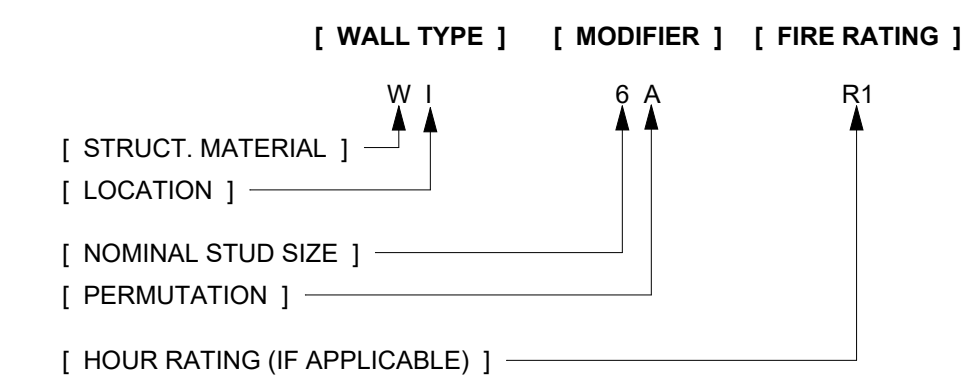 [ WALL TYPE ] [ MODIFIER ] [ FIRE RATING ]
W I 6 A R1
[ STRUCT. MATERIAL ]
[ LOCATION ]
[ NOMINAL STUD SIZE ]
[ PERMUTATION ]
[ HOUR RATING (IF APPLICABLE) ]